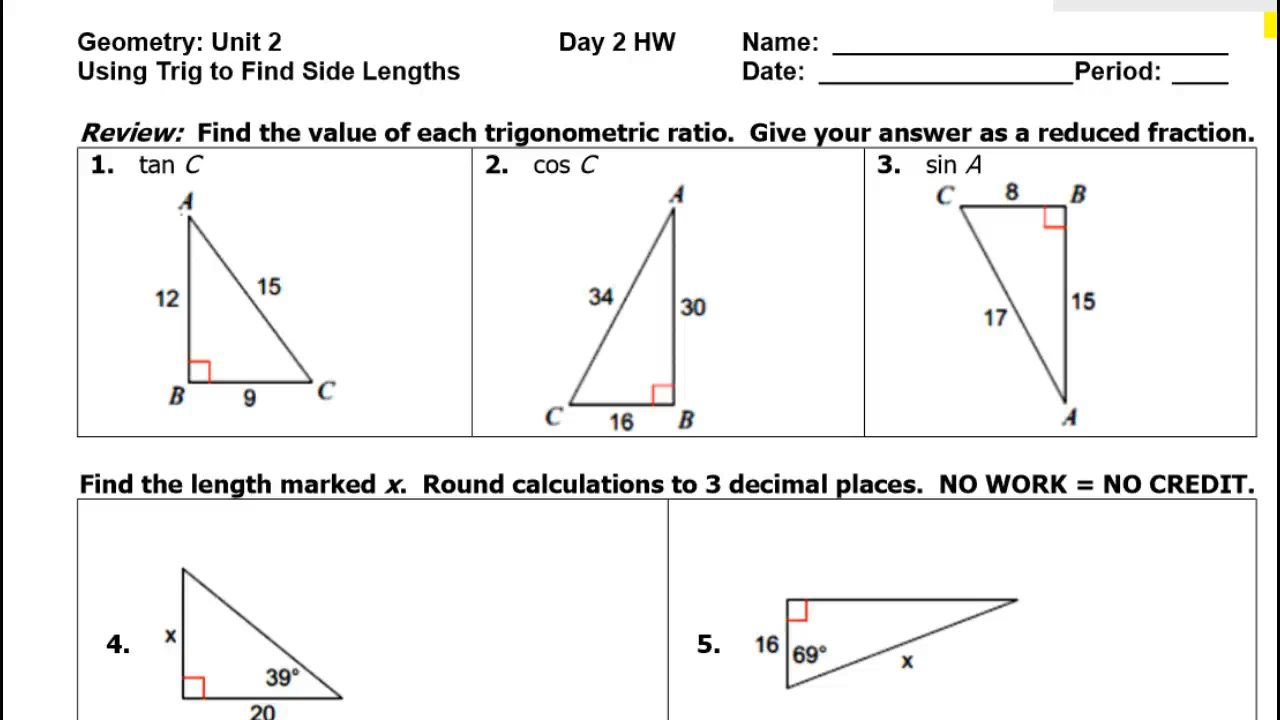 Geometry: Unit 2 Day 2 HW Name: ____
Using Trig to Find Side Lengths Date: ____ Period: ____
Review: Find the value of each trigonometric ratio. Give your answer as a reduced fraction.
1. tan C
A
12
15
B
9
C
2. cos C
A
34
30
C
16
B
3. sin A
C
8
B
17
15
A
Find the length marked x. Round calculations to 3 decimal places. NO WORK = NO CREDIT.
4.
x
39°
20
5.
16
69°
x